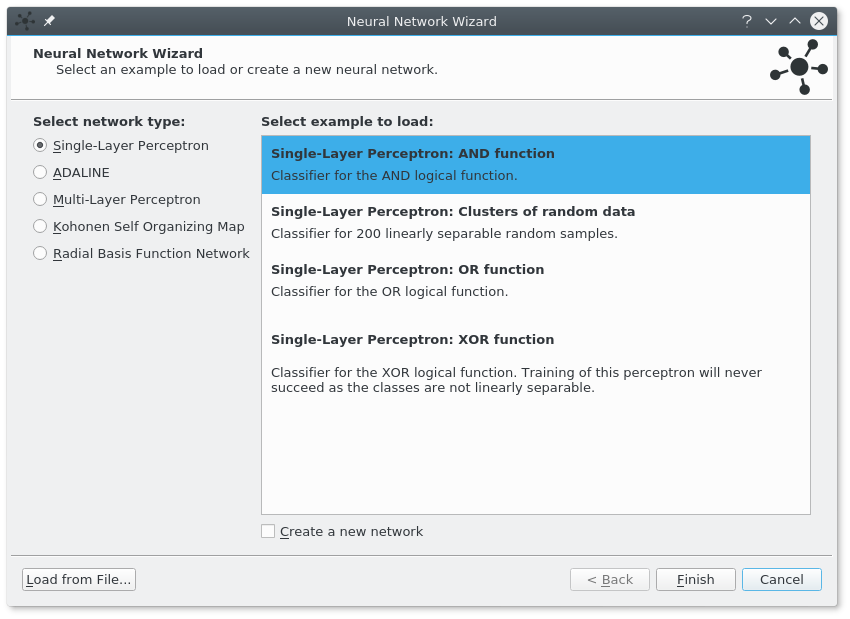 Neural Network Wizard
Neural Network Wizard
Select an example to load or create a new neural network.
Select network type:
Single-Layer Perceptron
ADALINE
Multi-Layer Perceptron
Kohonen Self Organizing Map
Radial Basis Function Network
Select example to load:
Single-Layer Perceptron: AND function
Classifier for the AND logical function.
Single-Layer Perceptron: Clusters of random data
Classifier for 200 linearly separable random samples.
Single-Layer Perceptron: OR function
Classifier for the OR logical function.
Single-Layer Perceptron: XOR function
Classifier for the XOR logical function. Training of this perceptron will never
succeed as the classes are not linearly separable.
Create a new network
Load from File...
< Back
Finish
Cancel